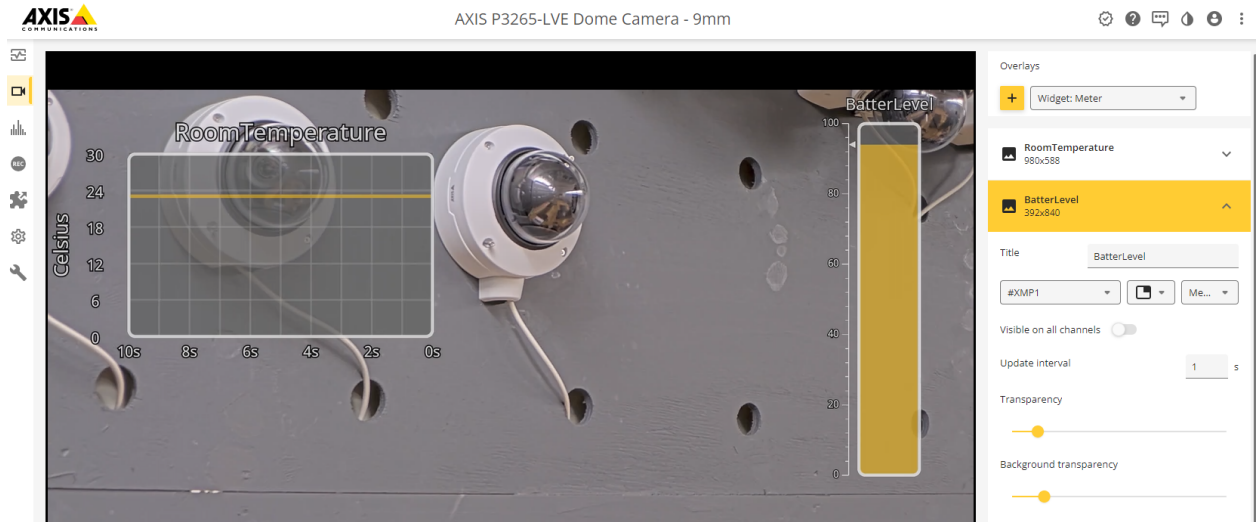 AXIS
COMMUNICATIONS
AXIS P3265-LVE Dome Camera - 9mm
REC
RoomTemperature
30
24
18
12
6
0
Celsius
10s 8s 6s 4s 2s 0s
BatterLevel
100
80
60
40
20
0
Overlays
+ Widget: Meter
RoomTemperature
980x588
BatterLevel
392x840
Title BatterLevel
#XMP1 Me...
Visible on all channels
Update interval 1 s
Transparency
Background transparency